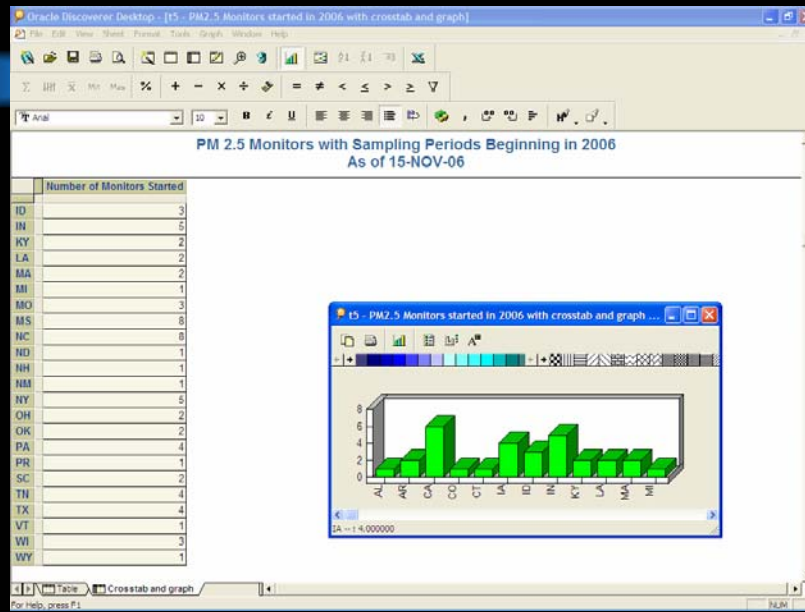 Oracle Discoverer Desktop - [t5 - PM2.5 Monitors started in 2006 with crosstab and graph]
File Edit View Sheet Format Tools Graph Window Help
Arial 10 B U
PM 2.5 Monitors with Sampling Periods Beginning in 2006
As of 15-NOV-06
Number of Monitors Started
ID 3
IN 5
KY 2
LA 2
MA 2
MI 1
MO 3
MS 8
NC 8
ND 1
NH 1
NM 1
NY 5
OH 2
OK 2
PA 4
PR 1
SC 2
TN 4
TX 4
VT 1
WI 3
WY 1
t5 - PM2.5 Monitors started in 2006 with crosstab and graph ...
8
6
4
2
0
AL AR CA CO CT IA ID IN KY LA MA MI
IA -- : 4.000000
Table Crosstab and graph
For Help, press F1
NUM